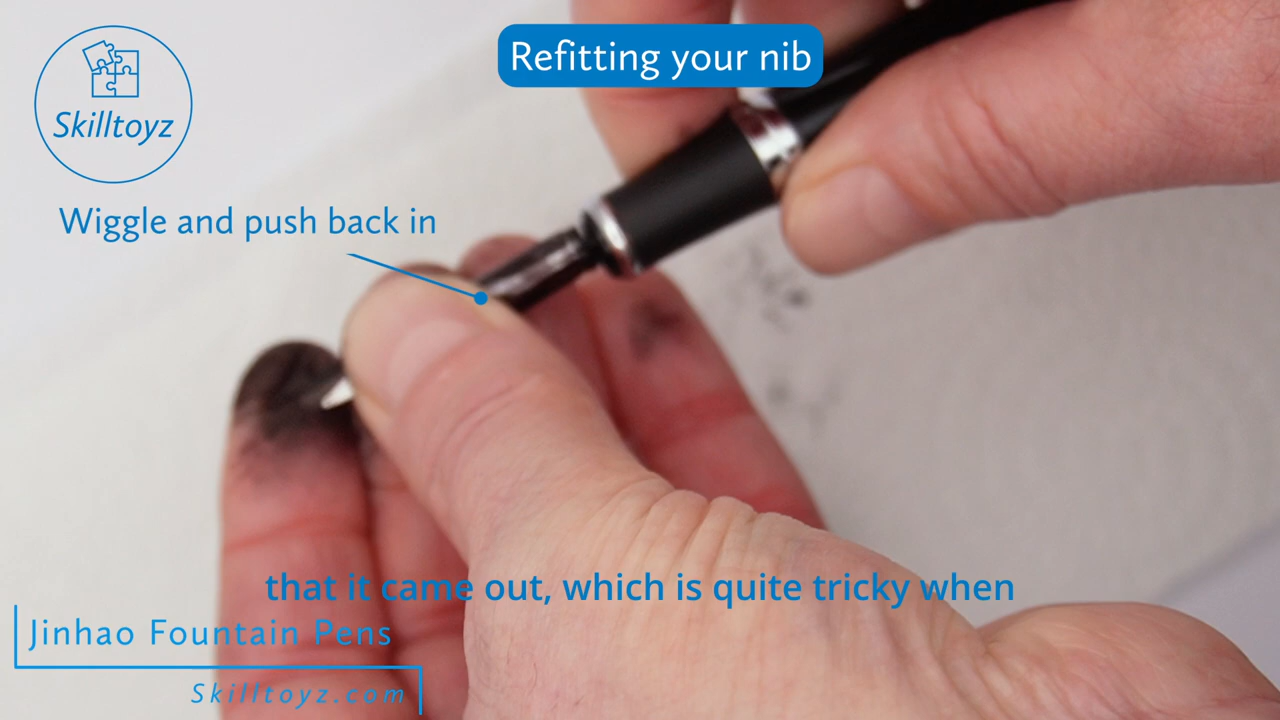 Refitting your nib
Skilltoyz
Wiggle and push back in
that it came out, which is quite tricky when
Jinhao Fountain Pens
Skilltoyz.com